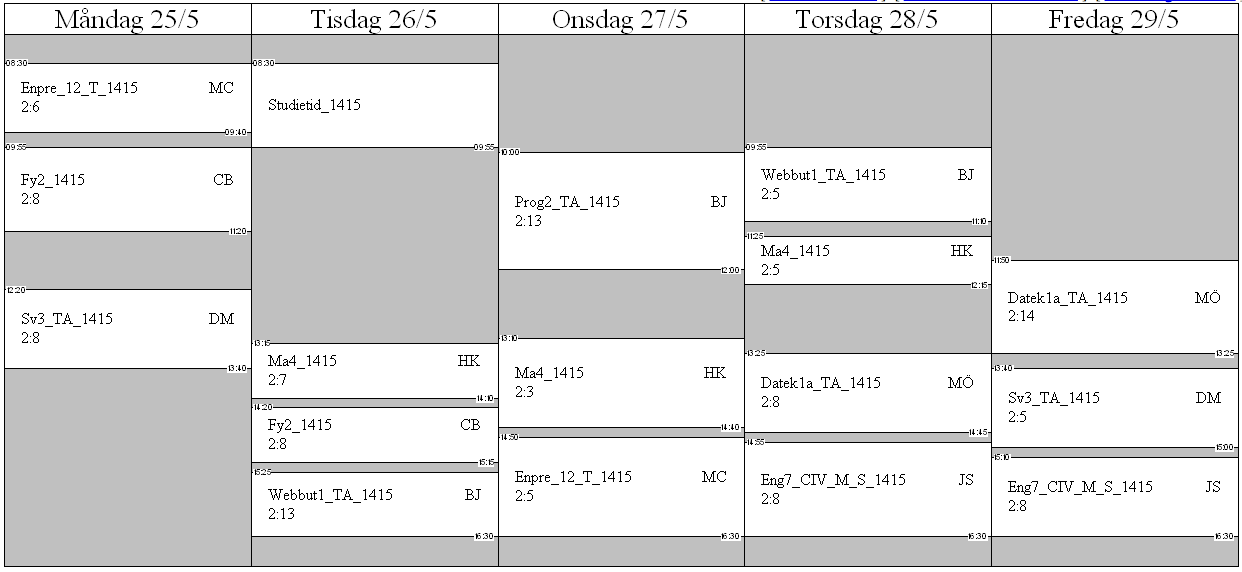 Måndag 25/5
08:30
Enpre_12_T_1415 MC
2:6
09:40
09:55
Fy2_1415 CB
2:8
11:20
12:20
Sv3_TA_1415 DM
2:8
13:40
Tisdag 26/5
08:30
Studietid_1415
09:55
13:15
Ma4_1415 HK
2:7
14:10
14:20
Fy2_1415 CB
2:8
15:15
15:25
Webbut1_TA_1415 BJ
2:13
16:30
Onsdag 27/5
10:00
Prog2_TA_1415 BJ
2:13
12:00
13:10
Ma4_1415 HK
2:3
14:40
14:50
Enpre_12_T_1415 MC
2:5
16:30
Torsdag 28/5
09:55
Webbut1_TA_1415 BJ
2:5
11:10
11:25
Ma4_1415 HK
2:5
12:15
13:25
Datek1a_TA_1415 MÖ
2:8
14:45
14:55
Eng7_CIV_M_S_1415 JS
2:8
16:30
Fredag 29/5
11:50
Datek1a_TA_1415 MÖ
2:14
13:25
13:40
Sv3_TA_1415 DM
2:5
15:00
15:10
Eng7_CIV_M_S_1415 JS
2:8
16:30